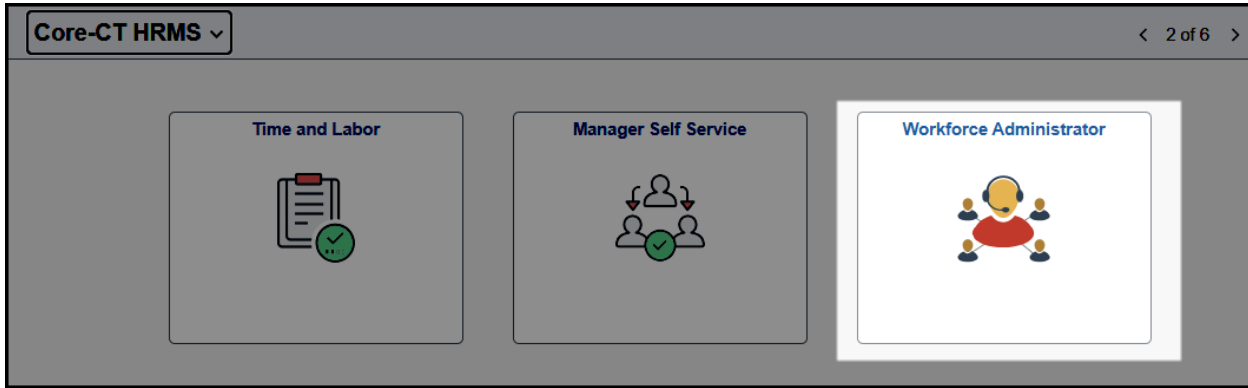 Core-CT HRMS
2 of 6
Time and Labor
Manager Self Service
Workforce Administrator